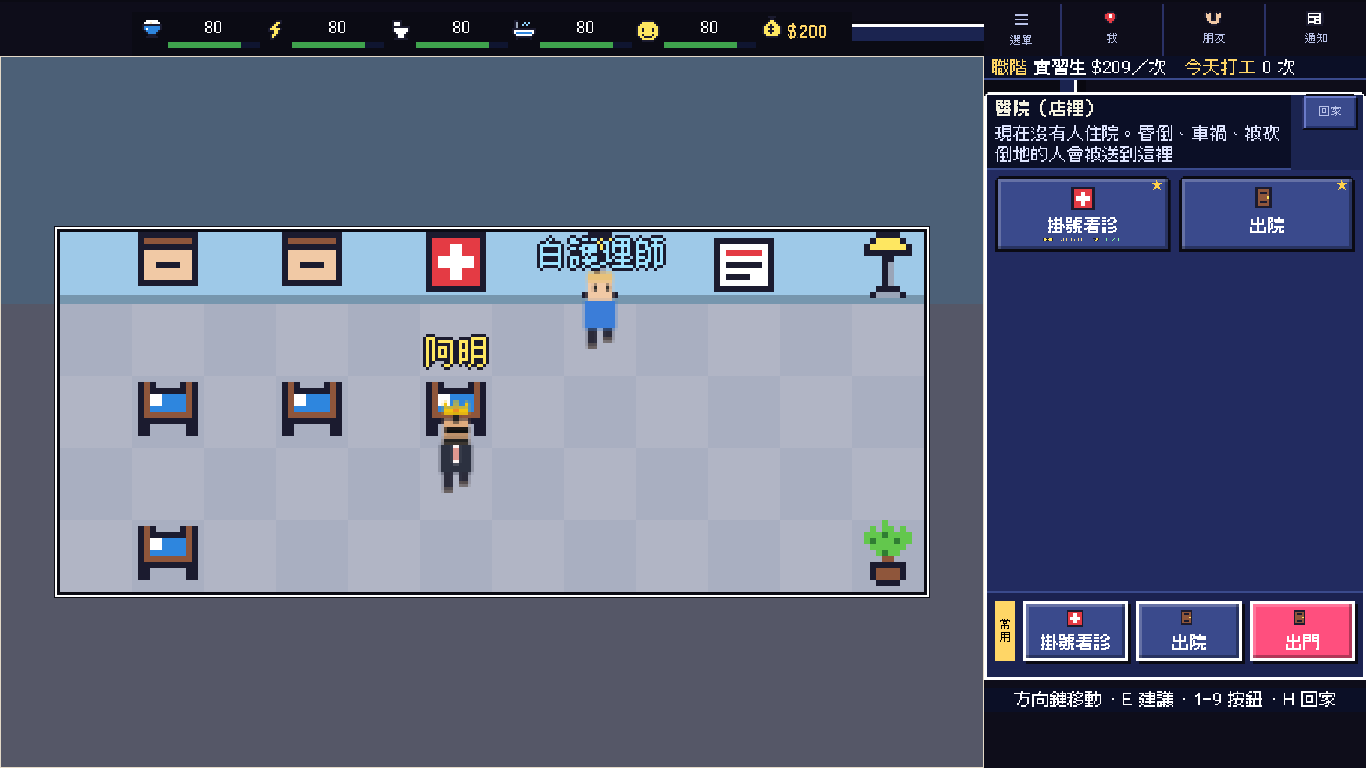 80
80
80
80
80
$200
選單
我
朋友
通知
職階 實習生 $209／次 今天打工 0 次
醫院（店裡）
回家
現在沒有人住院。昏倒、車禍、被砍
倒地的人會被送到這裡
掛號看診
出院
阿明
常用
掛號看診
出院
出門
方向鍵移動 · E 建議 · 1-9 按鈕 · H 回家